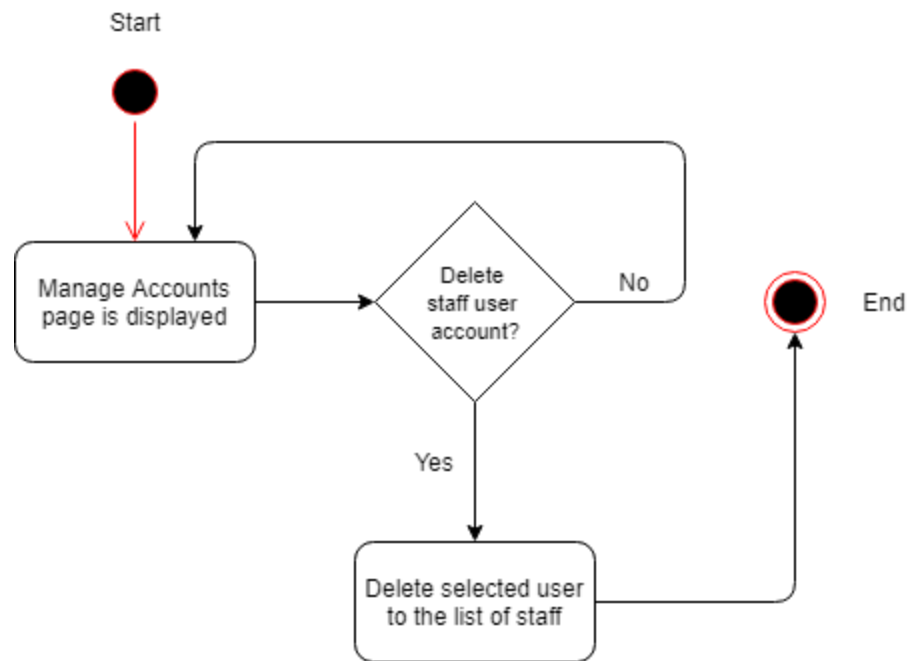 Start
Manage Accounts
page is displayed
Delete
staff user
account?
No
End
Yes
Delete selected user
to the list of staff